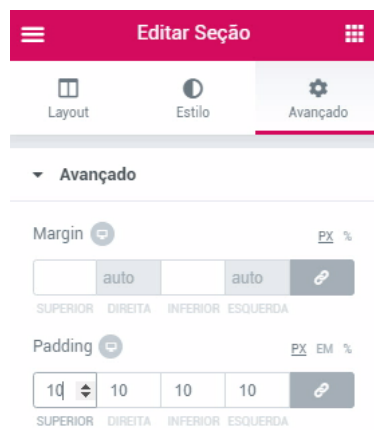 Editar Seção
Layout Estilo Avançado
Avançado
Margin PX %
auto auto
SUPERIOR DIREITA INFERIOR ESQUERDA
Padding PX EM %
10 10 10 10
SUPERIOR DIREITA INFERIOR ESQUERDA